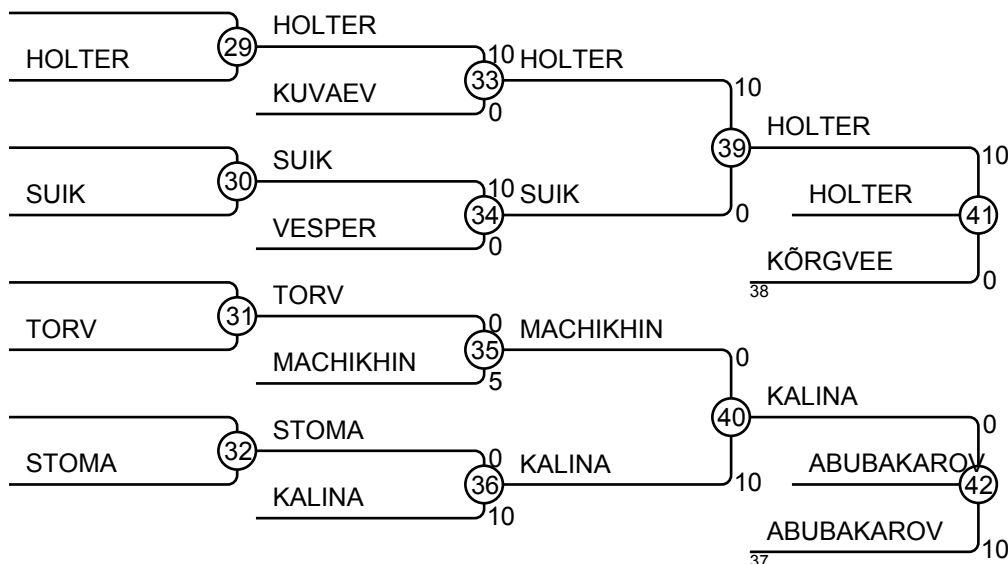 HOLTER
29
HOLTER
10
33
HOLTER
KUVAEV
0
10
39
HOLTER
SUIK
30
SUIK
10
34
SUIK
VESPER
0
0
10
HOLTER
41
KÕRGVEE
38
0
TORV
31
TORV
0
35
MACHIKHIN
MACHIKHIN
5
0
40
KALINA
STOMA
32
STOMA
0
36
KALINA
KALINA
10
10
0
ABUBAKAROV
42
ABUBAKAROV
37
10